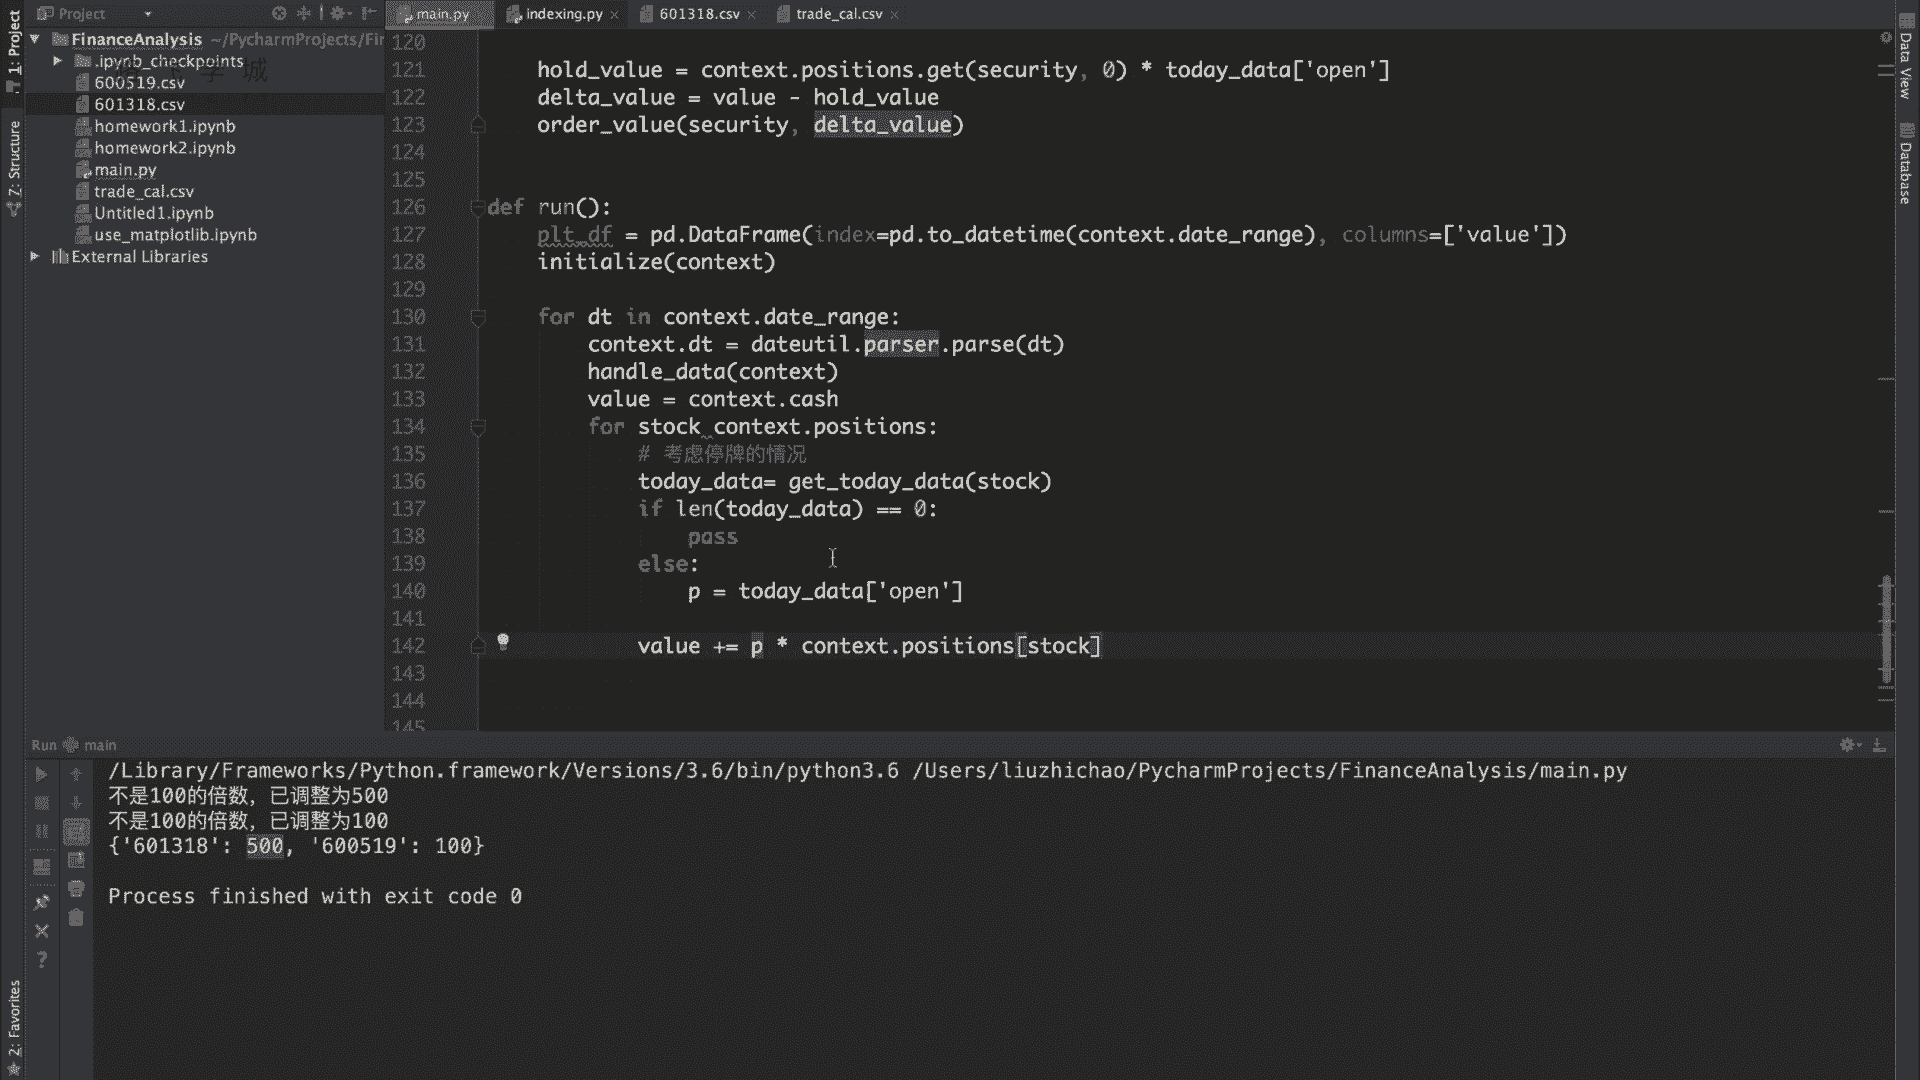 Project
main.py
indexing.py
601318.csv
trade_cal.csv
1: Project
Z: Structure
2: Favorites
Data View
Database
FinanceAnalysis ~/PycharmProjects/Fir
.ipynb_checkpoints
600519.csv
601318.csv
homework1.ipynb
homework2.ipynb
main.py
trade_cal.csv
Untitled1.ipynb
use_matplotlib.ipynb
External Libraries
120
121 hold_value = context.positions.get(security, 0) * today_data['open']
122 delta_value = value - hold_value
123 order_value(security, delta_value)
124
125
126 def run():
127 plt_df = pd.DataFrame(index=pd.to_datetime(context.date_range), columns=['value'])
128 initialize(context)
129
130 for dt in context.date_range:
131 context.dt = dateutil.parser.parse(dt)
132 handle_data(context)
133 value = context.cash
134 for stock context.positions:
135 # 考虑停牌的情况
136 today_data= get_today_data(stock)
137 if len(today_data) == 0:
138 pass
139 else:
140 p = today_data['open']
141
142 value += p * context.positions[stock]
143
144
145
Run main
/Library/Frameworks/Python.framework/Versions/3.6/bin/python3.6 /Users/liuzhichao/PycharmProjects/FinanceAnalysis/main.py
不是100的倍数，已调整为500
不是100的倍数，已调整为100
{'601318': 500, '600519': 100}
Process finished with exit code 0